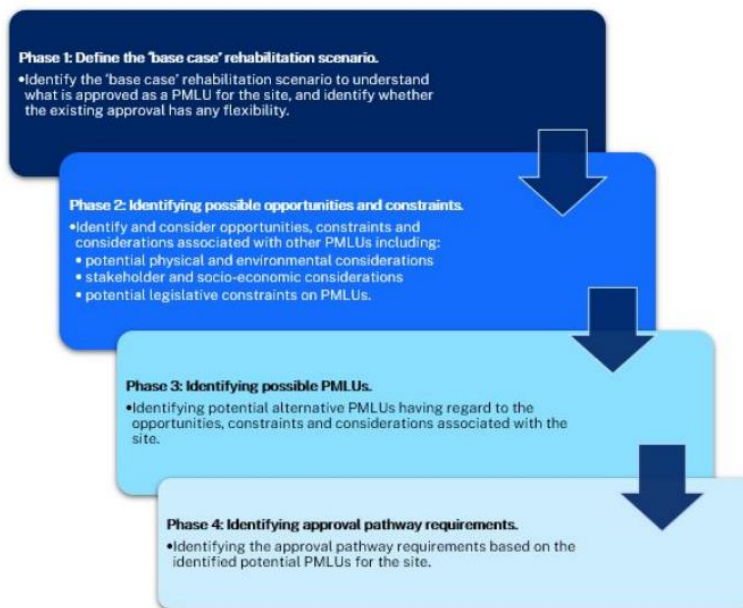 Phase 1: Define the 'base case' rehabilitation scenario.
•Identify the 'base case' rehabilitation scenario to understand
what is approved as a PMLU for the site, and identify whether
the existing approval has any flexibility.
Phase 2: Identifying possible opportunities and constraints.
•Identify and consider opportunities, constraints and
considerations associated with other PMLUs including:
• potential physical and environmental considerations
• stakeholder and socio-economic considerations
• potential legislative constraints on PMLUs.
Phase 3: Identifying possible PMLUs.
•Identifying potential alternative PMLUs having regard to the
opportunities, constraints and considerations associated with the
site.
Phase 4: Identifying approval pathway requirements.
•Identifying the approval pathway requirements based on the
identified potential PMLUs for the site.